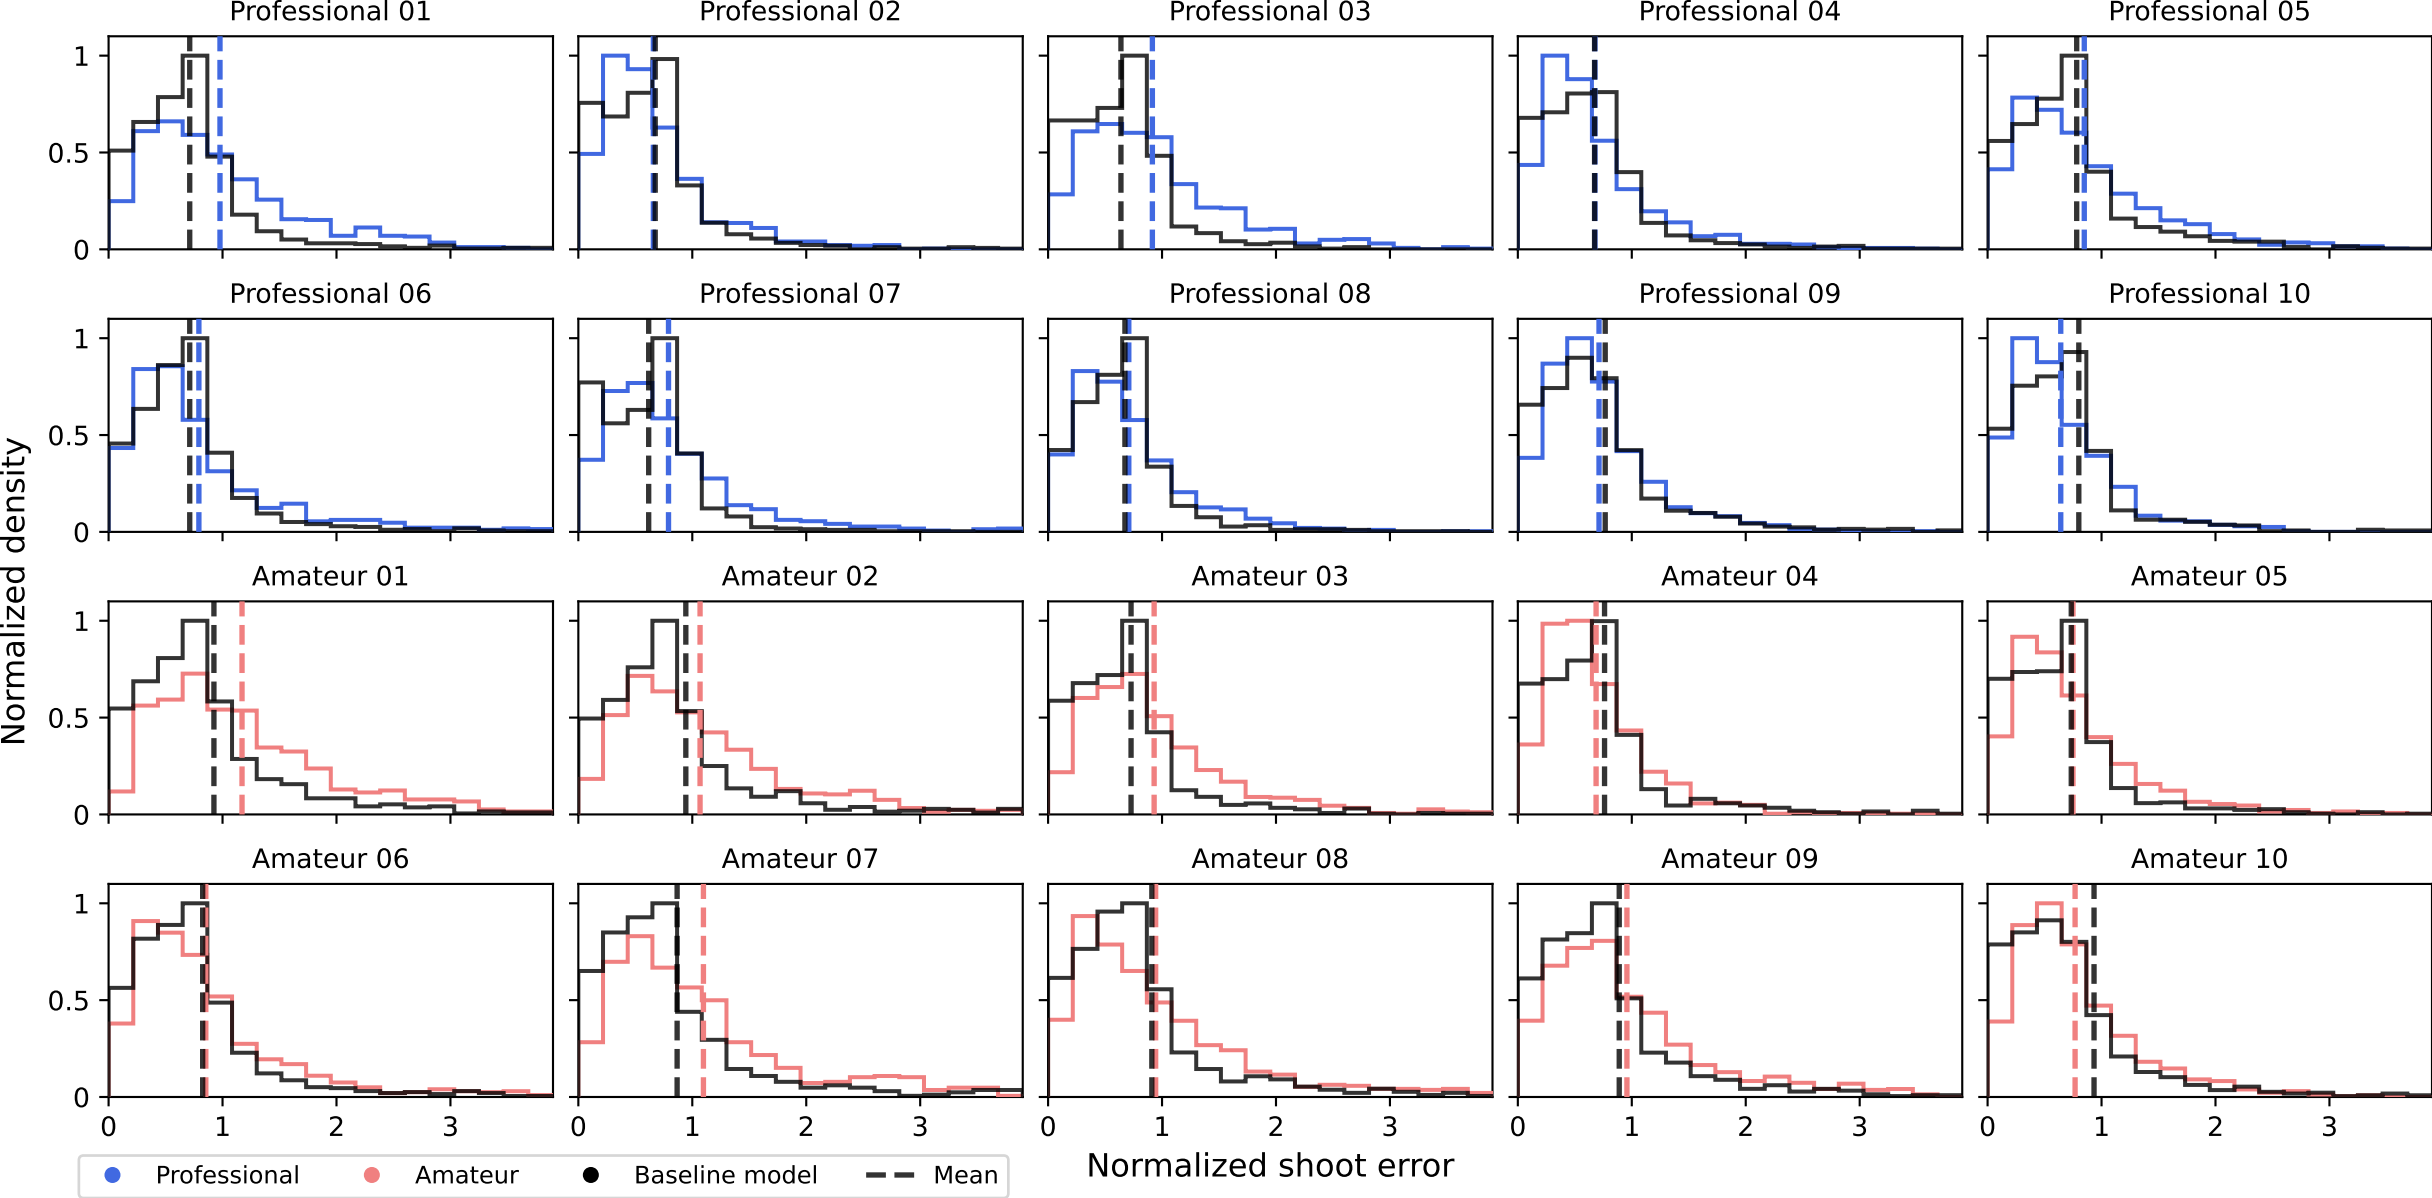 Professional 01 Professional 02 Professional 03 Professional 04 Professional 05
1
0.5
0
Professional 06 Professional 07 Professional 08 Professional 09 Professional 10
1
0.5
0
Normalized density
Amateur 01 Amateur 02 Amateur 03 Amateur 04 Amateur 05
1
0.5
0
Amateur 06 Amateur 07 Amateur 08 Amateur 09 Amateur 10
1
0.5
0
0 1 2 3 0 1 2 3 0 1 2 3 0 1 2 3 0 1 2 3
Normalized shoot error
Professional Amateur Baseline model Mean